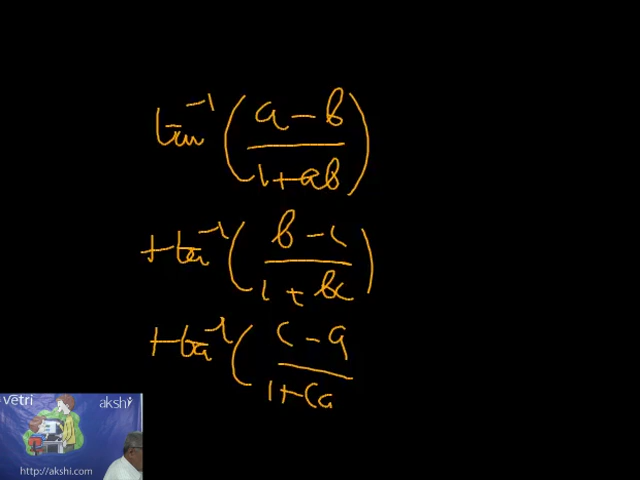 tan⁻¹ ( a - b / 1 + ab )
+ tan⁻¹ ( b - c / 1 + bc )
+ tan⁻¹ ( c - a / 1 + ca
vetri akshi
http://akshi.com